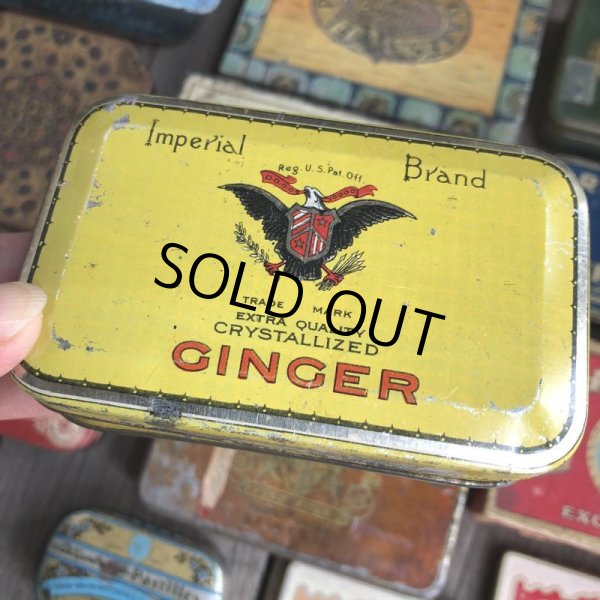 Imperial Brand
Reg. U.S. Pat. Off.
TRADE MARK
EXTRA QUALITY
CRYSTALLIZED
GINGER
SOLD OUT